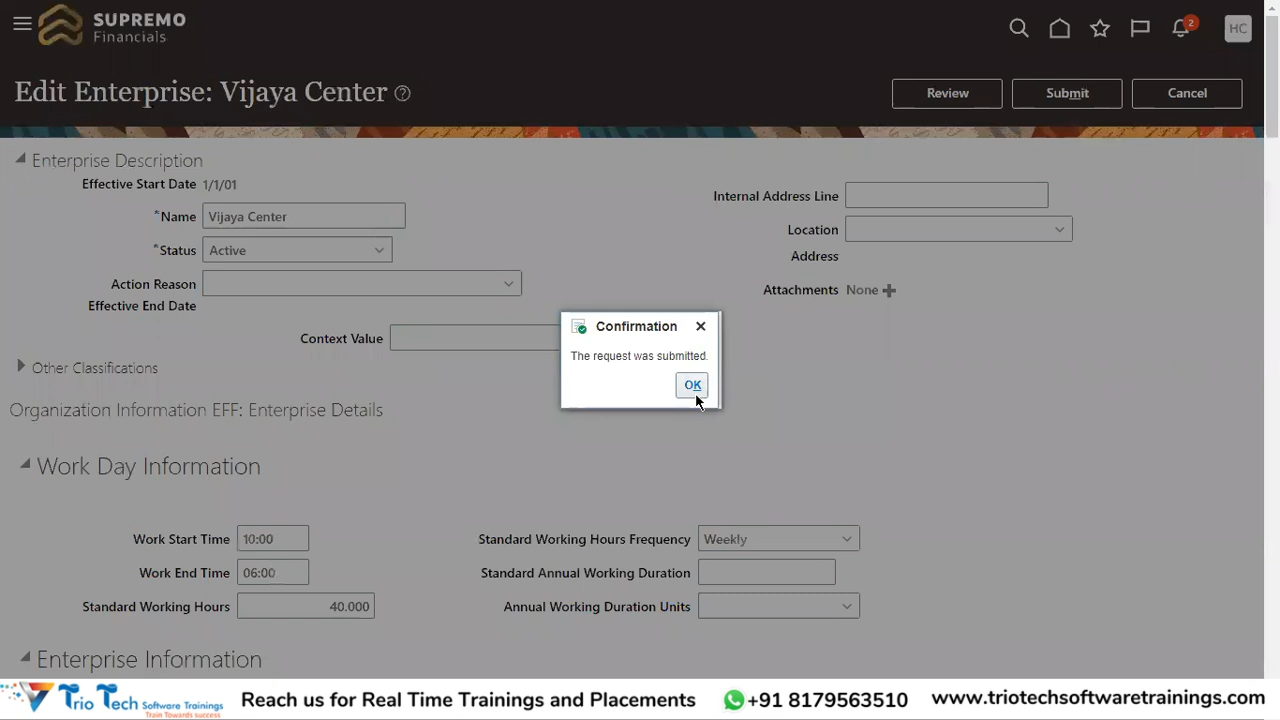 SUPREMO
Financials
2
HC
Edit Enterprise: Vijaya Center ?
Review
Submit
Cancel
Enterprise Description
Effective Start Date 1/1/01
*Name Vijaya Center
*Status Active
Action Reason
Effective End Date
Context Value
Internal Address Line
Location
Address
Attachments None
Other Classifications
Confirmation
The request was submitted.
OK
Organization Information EFF: Enterprise Details
Work Day Information
Work Start Time 10:00
Work End Time 06:00
Standard Working Hours 40.000
Standard Working Hours Frequency Weekly
Standard Annual Working Duration
Annual Working Duration Units
Enterprise Information
Trio Tech
Software Trainings
Train Towards success
Reach us for Real Time Trainings and Placements
+91 8179563510
www.triotechsoftwaretrainings.com